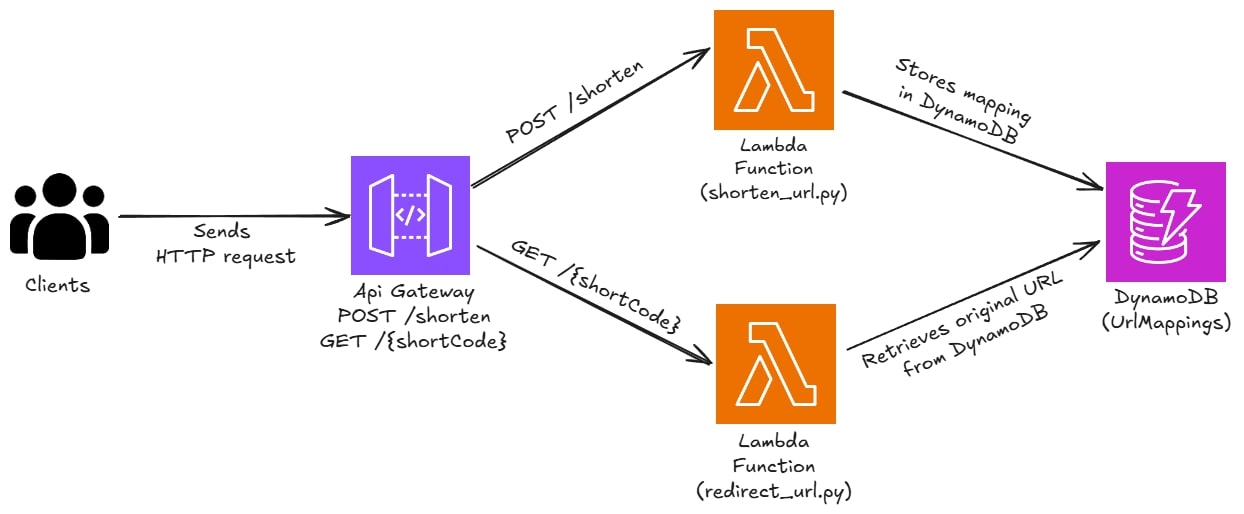 Clients
Sends
HTTP request
</>
Api Gateway
POST /shorten
GET /{shortCode}
POST /shorten
GET /{shortCode}
Lambda
Function
(shorten_url.py)
Lambda
Function
(redirect_url.py)
Stores mapping
in DynamoDB
Retrieves original URL
from DynamoDB
DynamoDB
(UrlMappings)